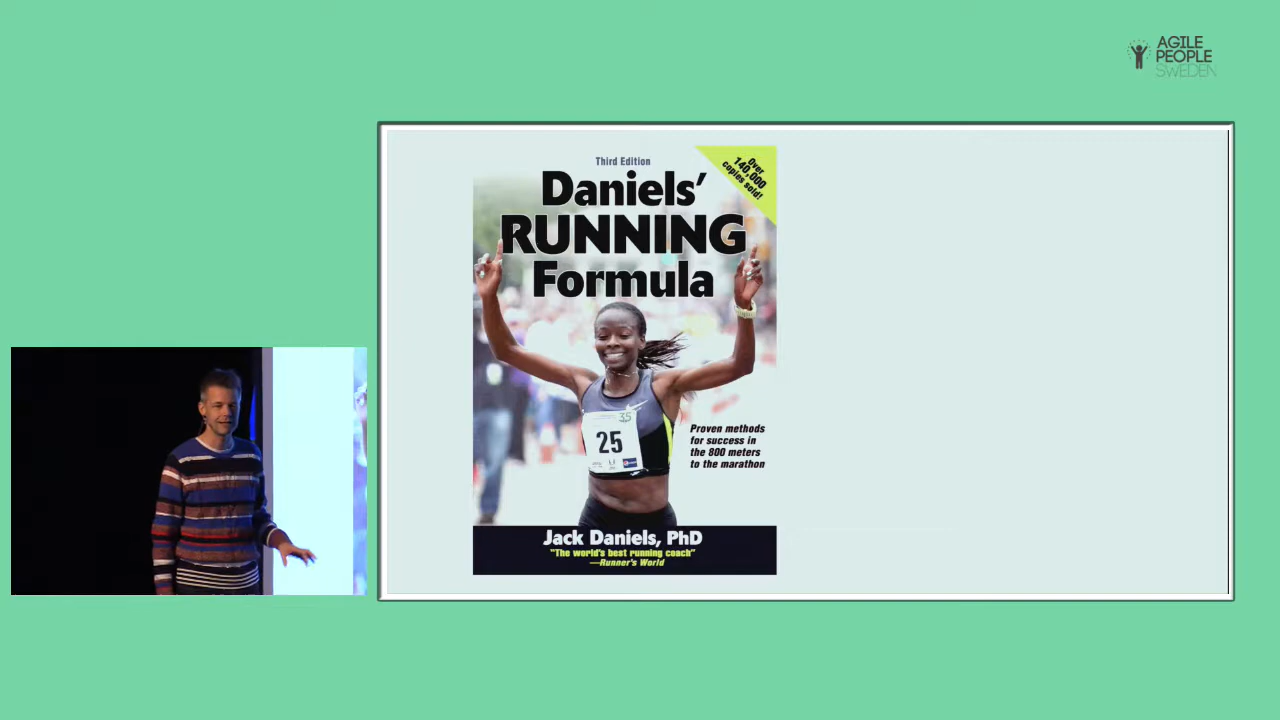 AGILE
PEOPLE
SWEDEN
Third Edition
Over
140,000
copies sold!
Daniels'
RUNNING
Formula
35
25
Proven methods
for success in
the 800 meters
to the marathon
Jack Daniels, PhD
"The world's best running coach"
—Runner's World